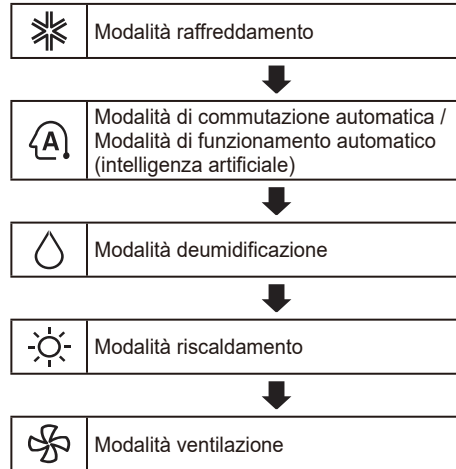 Modalità raffreddamento
A
Modalità di commutazione automatica /
Modalità di funzionamento automatico
(intelligenza artificiale)
Modalità deumidificazione
Modalità riscaldamento
Modalità ventilazione